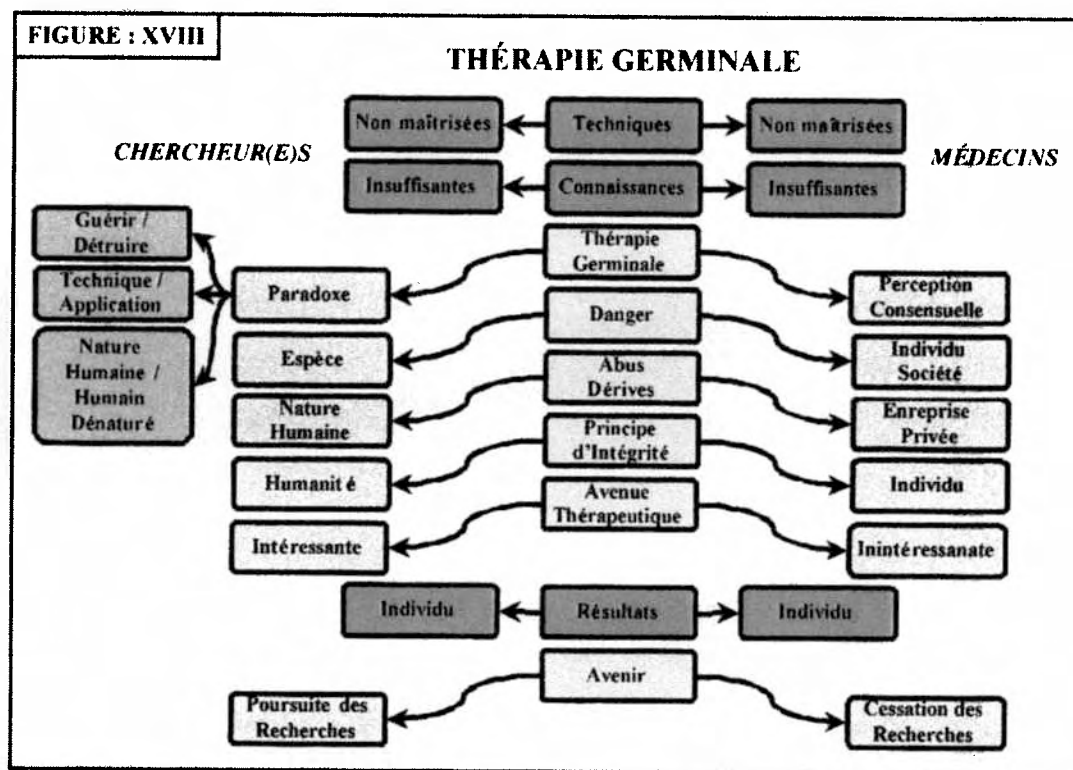 FIGURE : XVIII
THÉRAPIE GERMINALE
CHERCHEUR(E)S
MÉDECINS
Non maîtrisées
Techniques
Non maîtrisées
Insuffisantes
Connaissances
Insuffisantes
Guérir /
Détruire
Technique /
Application
Nature
Humaine /
Humain
Dénaturé
Paradoxe
Thérapie
Germinale
Perception
Consensuelle
Espèce
Danger
Individu
Société
Nature
Humaine
Abus
Dérives
Enreprise
Privée
Humanité
Principe
d'Intégrité
Individu
Intéressante
Avenue
Thérapeutique
Inintéressanate
Individu
Résultats
Individu
Avenir
Poursuite des
Recherches
Cessation des
Recherches